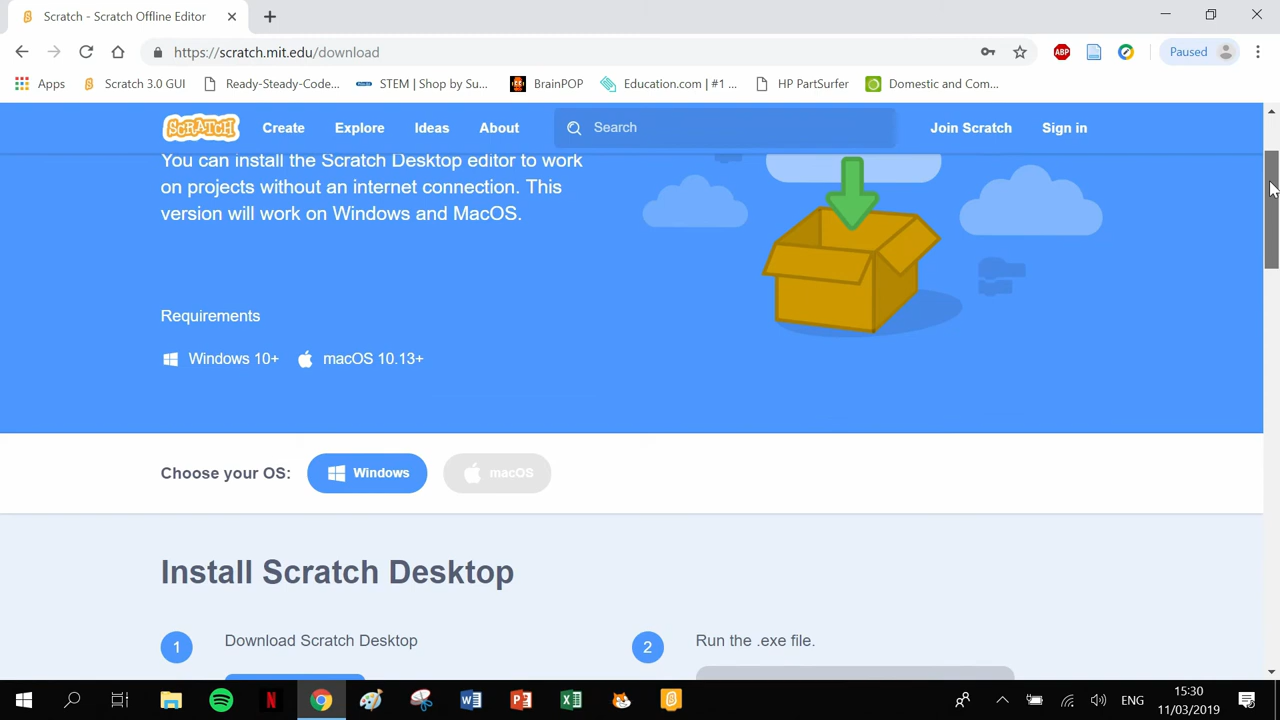 Scratch - Scratch Offline Editor
https://scratch.mit.edu/download
ABP
Paused
Apps
Scratch 3.0 GUI
Ready-Steady-Code...
STEM | Shop by Su...
BrainPOP
Education.com | #1 ...
HP PartSurfer
Domestic and Com...
SCRATCH
Create
Explore
Ideas
About
Search
Join Scratch
Sign in
You can install the Scratch Desktop editor to work
on projects without an internet connection. This
version will work on Windows and MacOS.
Requirements
Windows 10+
macOS 10.13+
Choose your OS:
Windows
macOS
Install Scratch Desktop
1
Download Scratch Desktop
2
Run the .exe file.
ENG
15:30
11/03/2019